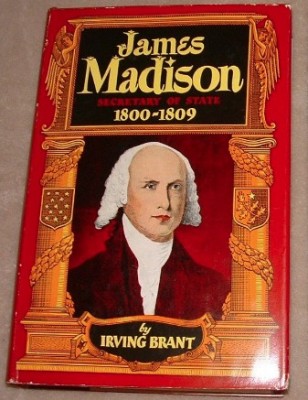 James
Madison
SECRETARY OF STATE
1800-1809
by
IRVING BRANT